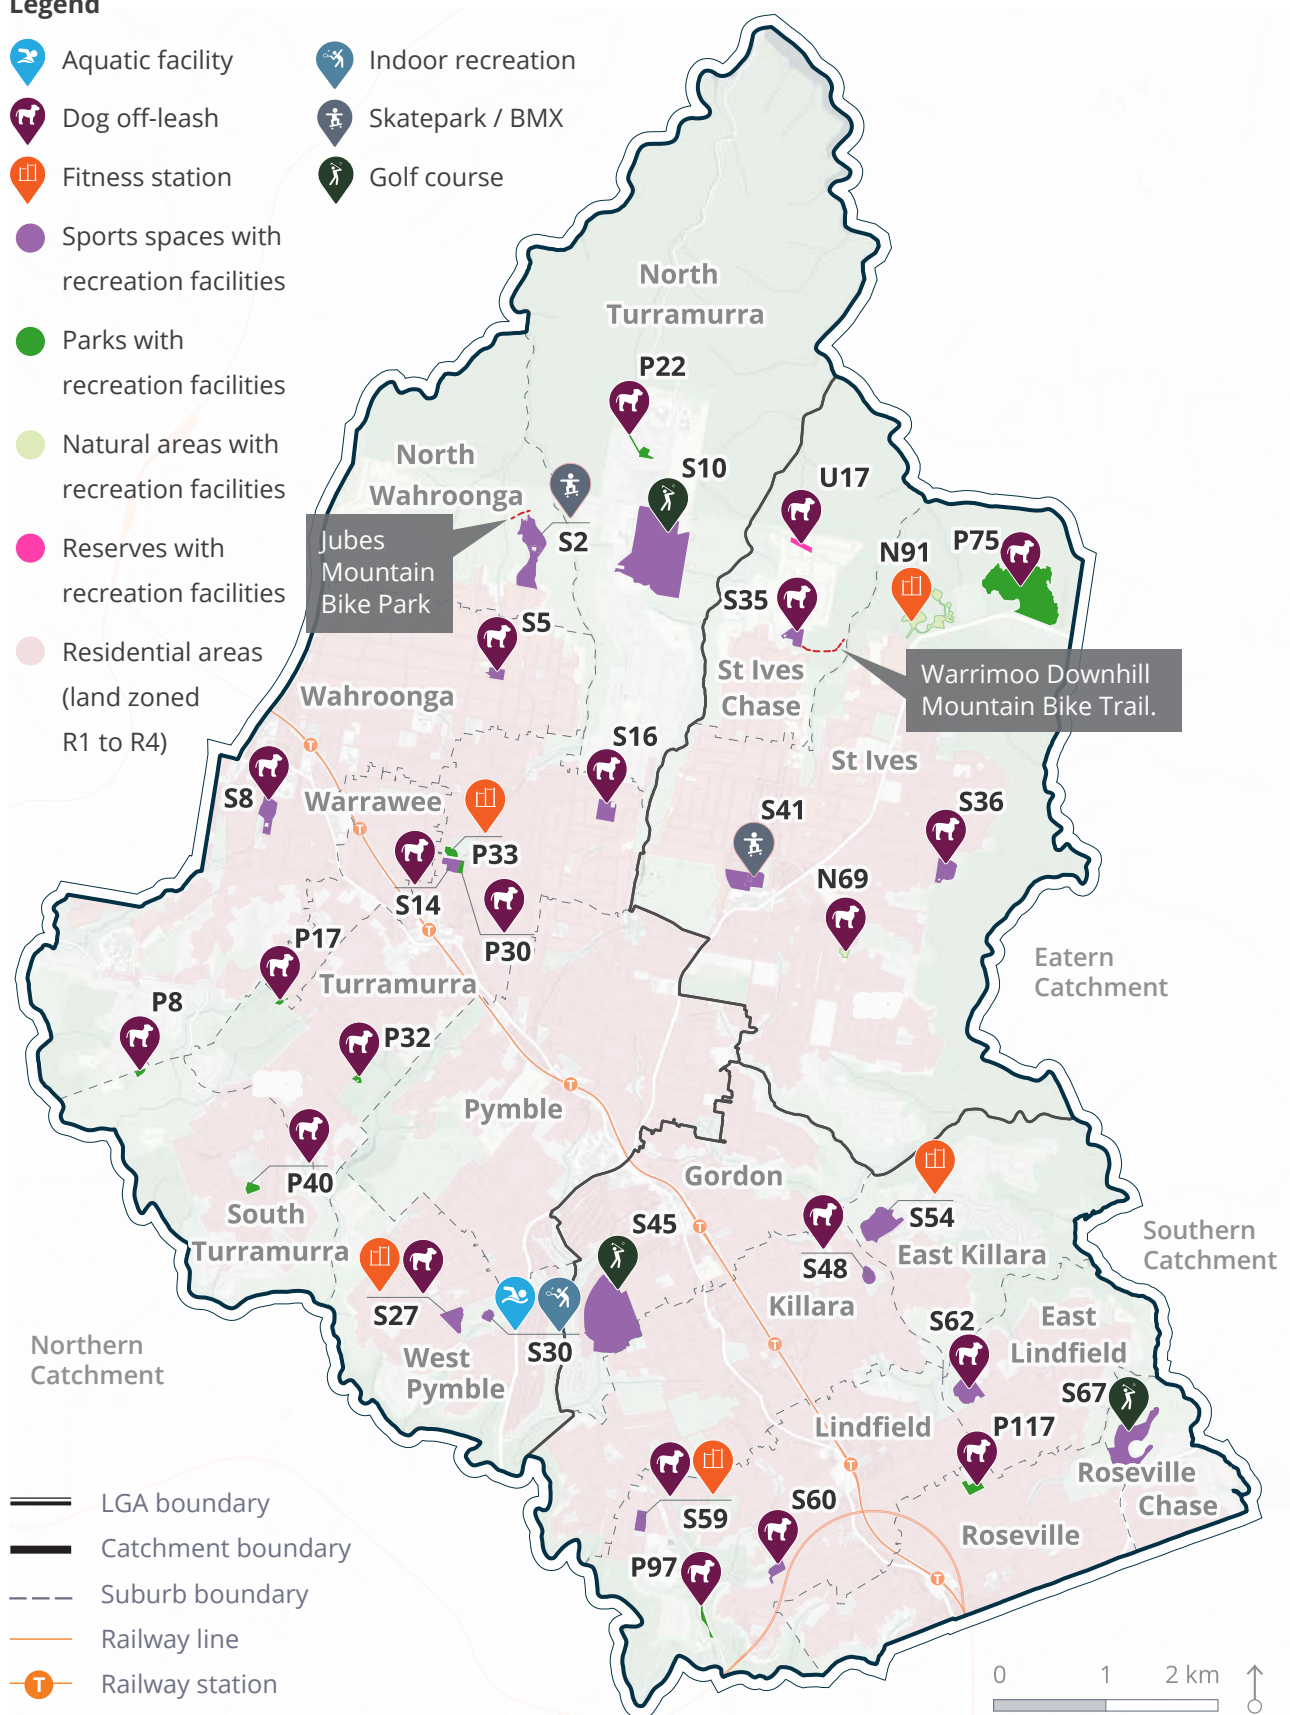 Legend
Aquatic facility
Indoor recreation
Dog off-leash
Skatepark / BMX
Fitness station
Golf course
Sports spaces with
recreation facilities
Parks with
recreation facilities
Natural areas with
recreation facilities
Reserves with
recreation facilities
Residential areas
(land zoned
R1 to R4)
North
Turramurra
P22
North
Wahroonga
S10
U17
S2
Jubes
Mountain
Bike Park
N91
P75
S35
S5
St Ives
Chase
Warrimoo Downhill
Mountain Bike Trail.
Wahroonga
S16
St Ives
S8
Warrawee
S41
S36
P33
N69
S14
P30
P17
Turramurra
Eatern
Catchment
P8
P32
Pymble
P40
South
Turramurra
Gordon
S45
S54
East Killara
Southern
Catchment
S48
Killara
S27
S30
West
Pymble
Northern
Catchment
S62
East
Lindfield
S67
Lindfield
P117
Roseville
Chase
S59
S60
Roseville
P97
LGA boundary
Catchment boundary
Suburb boundary
Railway line
T
Railway station
T
T
T
T
T
T
T
T
0 1 2 km